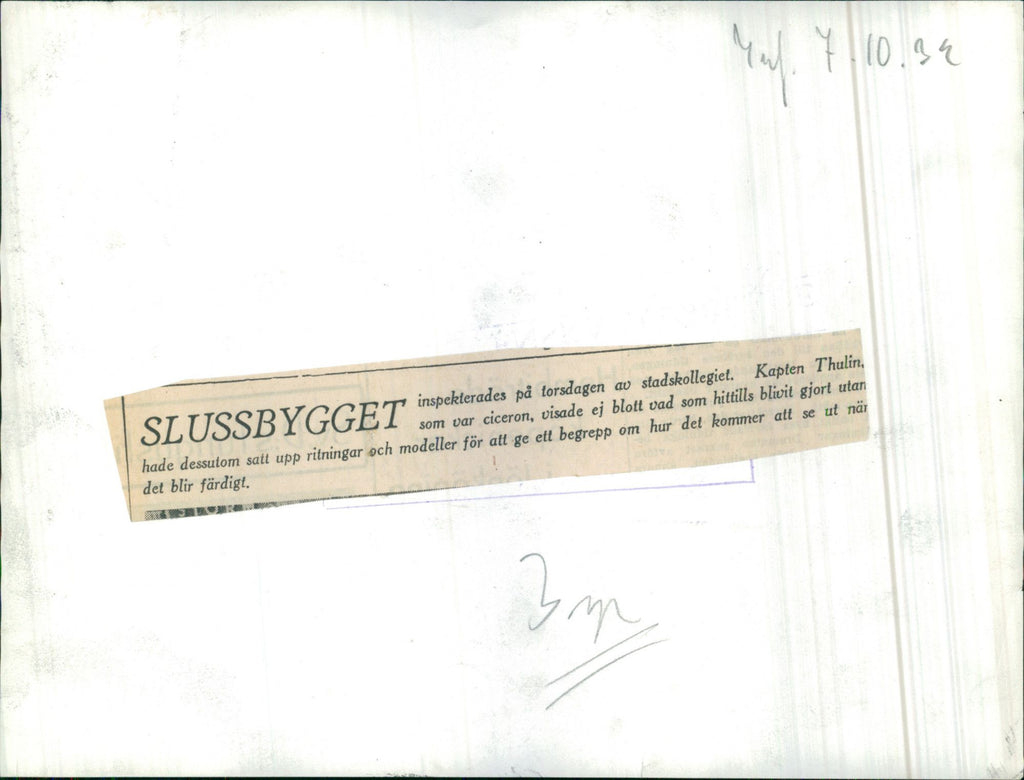 7.10.32
SLUSSBYGGET inspekterades på torsdagen av stadskollegiet. Kapten Thulin,
som var ciceron, visade ej blott vad som hittills blivit gjort utan
hade dessutom satt upp ritningar och modeller för att ge ett begrepp om hur det kommer att se ut när
det blir färdigt.